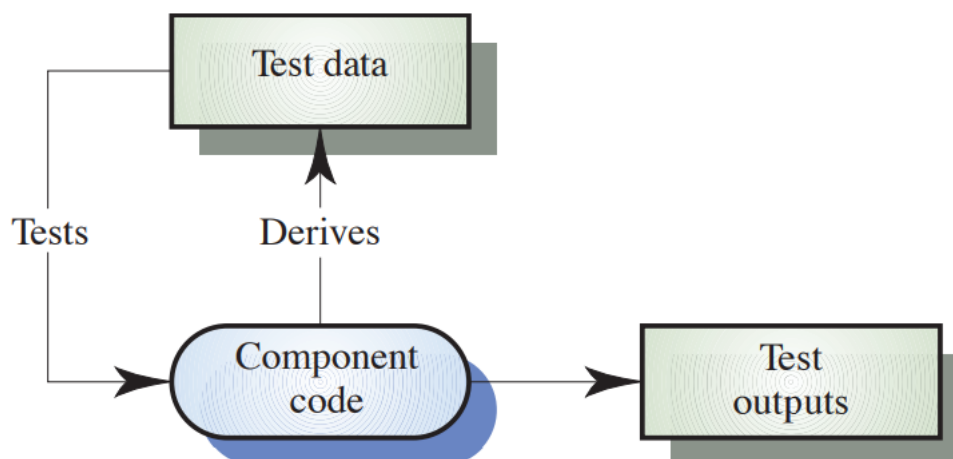 Test data
Tests
Derives
Component
code
Test
outputs